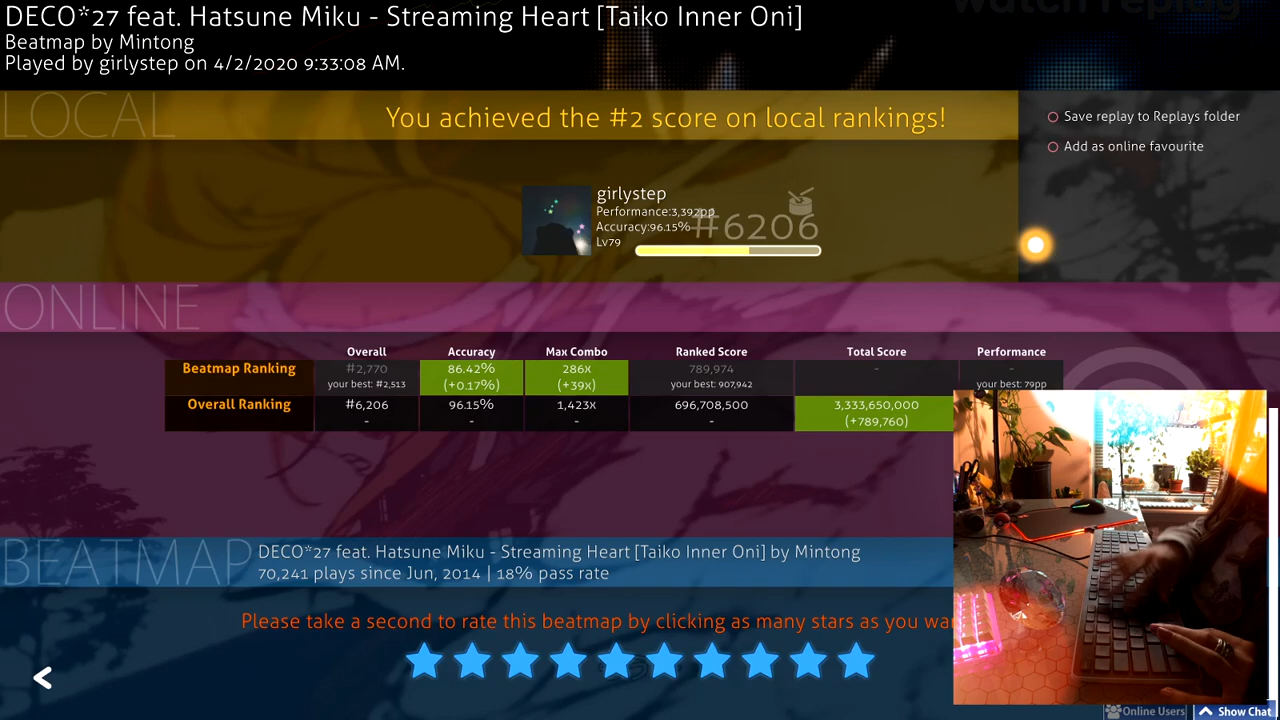 DECO*27 feat. Hatsune Miku - Streaming Heart [Taiko Inner Oni]
Beatmap by Mintong
Played by girlystep on 4/2/2020 9:33:08 AM.
watch replay
LOCAL
You achieved the #2 score on local rankings!
Save replay to Replays folder
Add as online favourite
girlystep
Performance:3,392pp
Accuracy:96.15%
Lv79
#6206
ONLINE
Overall Accuracy Max Combo Ranked Score Total Score Performance
Beatmap Ranking #2,770 86.42% 286x 789,974 - -
your best: #2,513 (+0.17%) (+39x) your best: 907,942 your best: 79pp
Overall Ranking #6,206 96.15% 1,423x 696,708,500 3,333,650,000
- - - - (+789,760)
BEATMAP
DECO*27 feat. Hatsune Miku - Streaming Heart [Taiko Inner Oni] by Mintong
70,241 plays since Jun, 2014 | 18% pass rate
Please take a second to rate this beatmap by clicking as many stars as you
Online Users
Show Chat